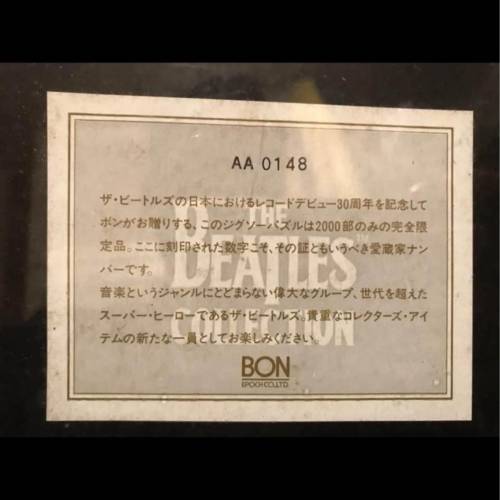 AA 0148
ザ・ビートルズの日本におけるレコードデビュー30周年を記念して
ボンがお贈りする、このジグソーパズルは2000部のみの完全限
定品。ここに刻印された数字こそ、その証ともいうべき愛蔵家ナン
バーです。
音楽というジャンルにとどまらない偉大なグループ、世代を超えた
スーパー・ヒーローであるザ・ビートルズ。貴重なコレクターズ・アイ
テムの新たな一員としてお楽しみください。
THE
BEATLES
COLLECTION
BON
EPOCH CO.,LTD.